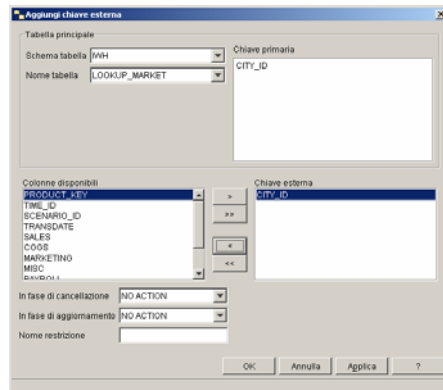 Aggiungi chiave esterna
Tabella principale
Schema tabella IWH
Nome tabella LOOKUP_MARKET
Chiave primaria
CITY_ID
Colonne disponibili
PRODUCT_KEY
TIME_ID
SCENARIO_ID
TRANSDATE
SALES
COGS
MARKETING
MISC
PAYROLL
>
>>
<
<<
Chiave esterna
CITY_ID
In fase di cancellazione NO ACTION
In fase di aggiornamento NO ACTION
Nome restrizione
OK Annulla Applica ?